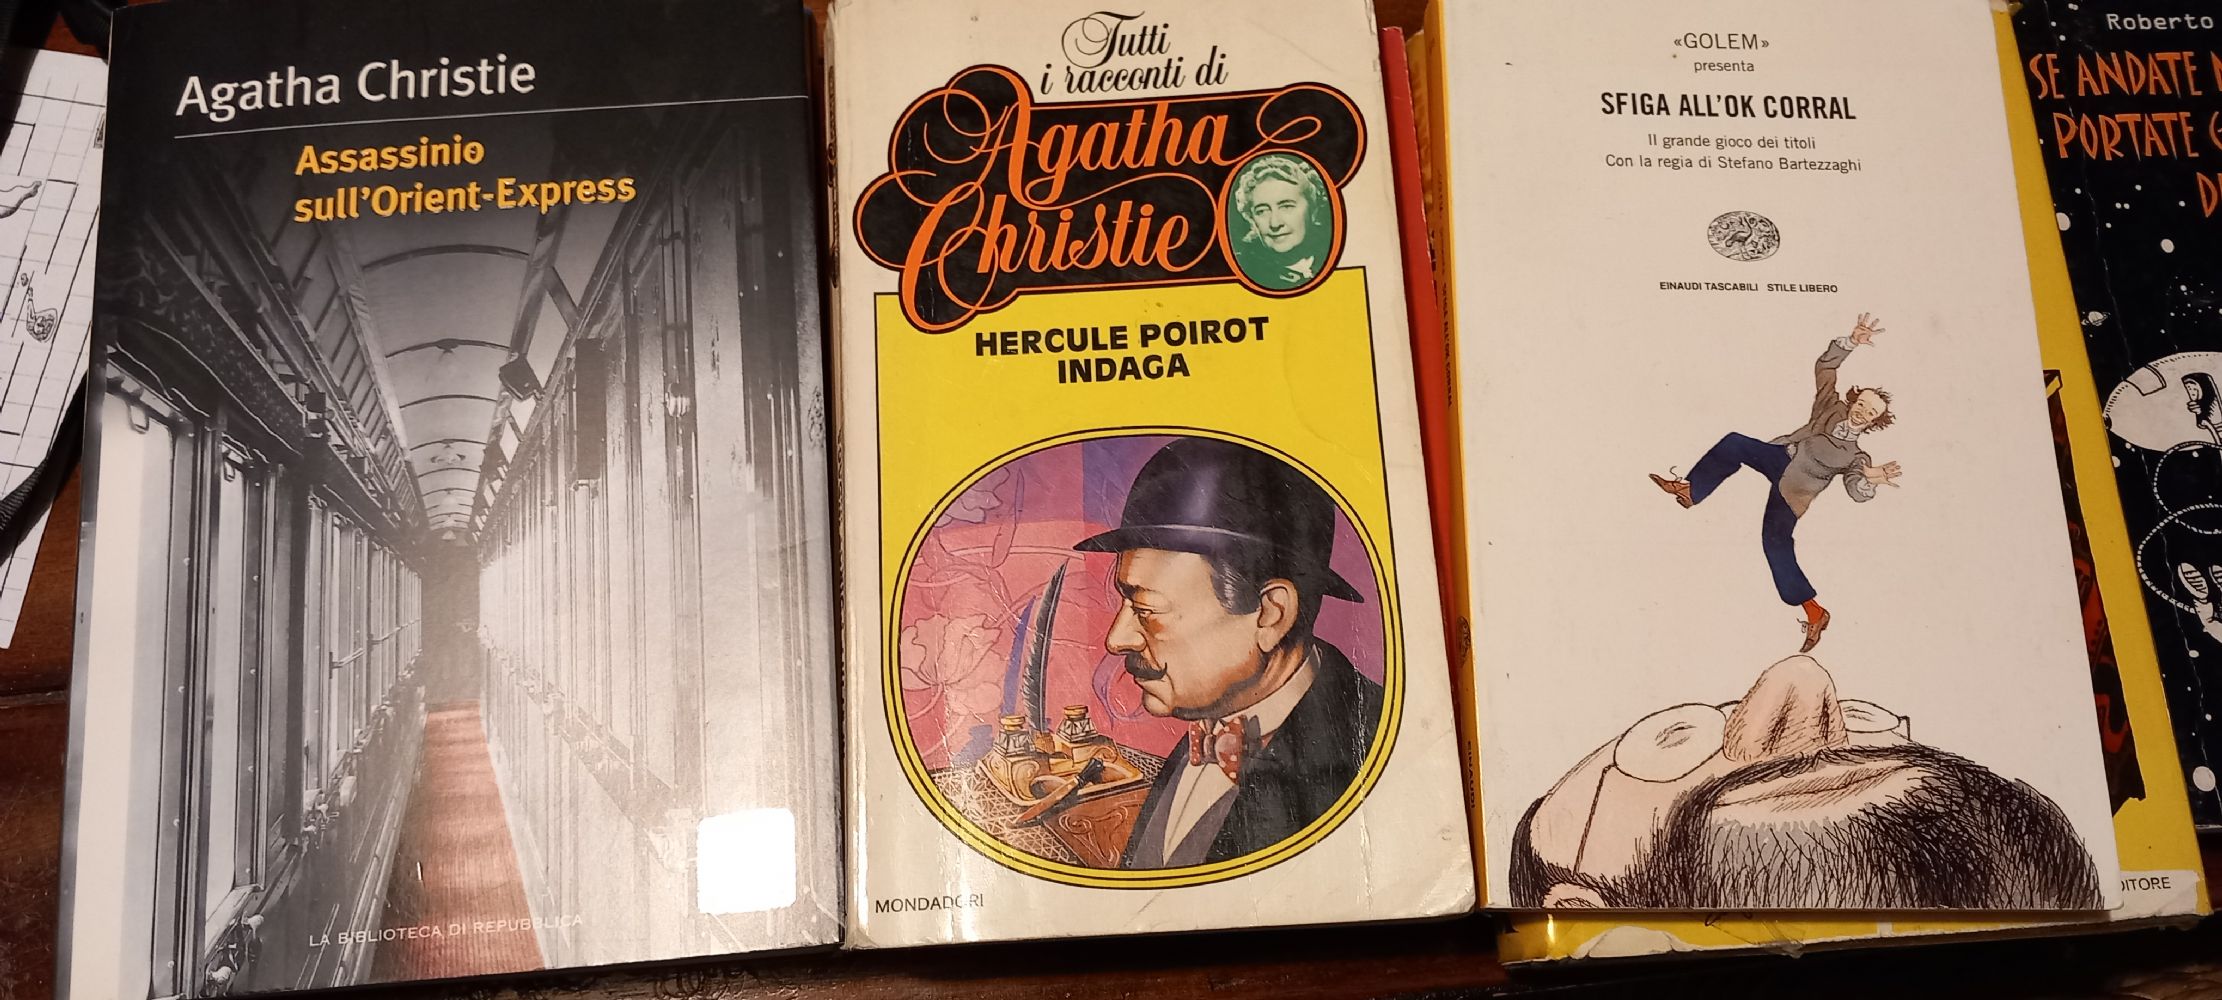 Agatha Christie
Assassinio
sull'Orient-Express
LA BIBLIOTECA DI REPUBBLICA
Tutti
i racconti di
Agatha
Christie
HERCULE POIROT
INDAGA
MONDADORI
«GOLEM»
presenta
SFIGA ALL'OK CORRAL
Il grande gioco dei titoli
Con la regia di Stefano Bartezzaghi
EINAUDI TASCABILI STILE LIBERO
Roberto
SE ANDATE
PORTATE